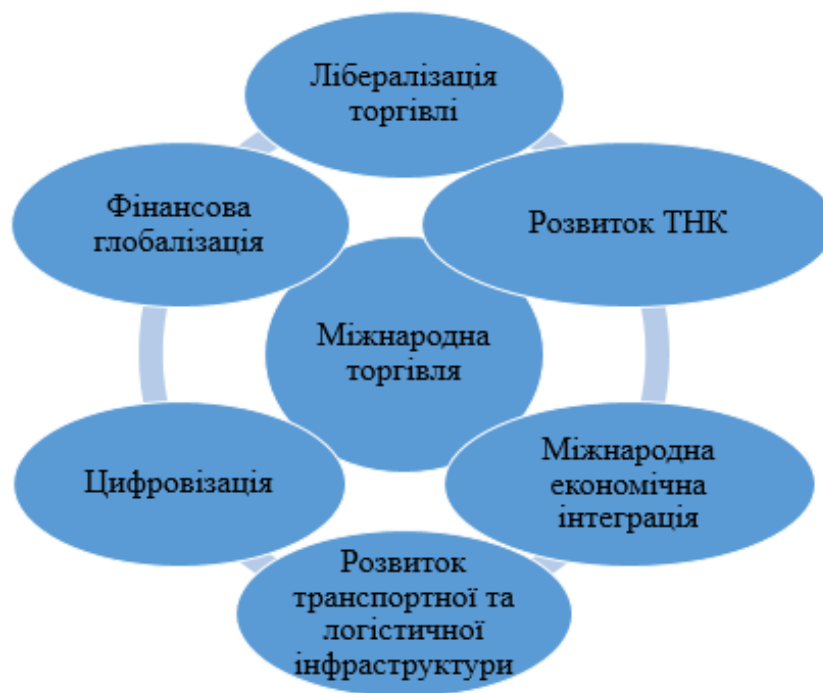 Лібералізація
торгівлі
Фінансова
глобалізація
Розвиток ТНК
Міжнародна
торгівля
Цифровізація
Міжнародна
економічна
інтеграція
Розвиток
транспортної та
логістичної
інфраструктури